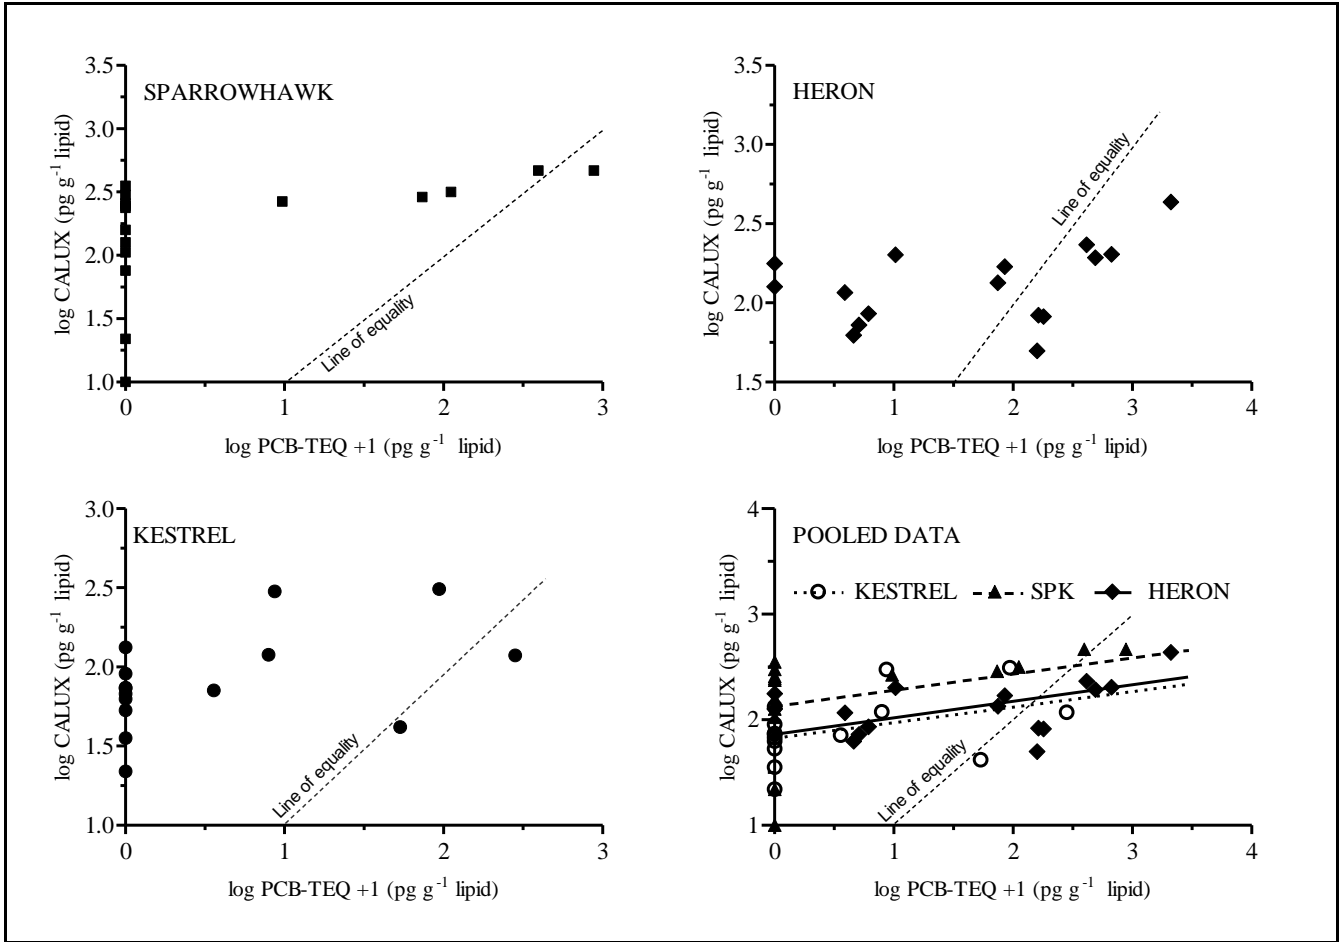 SPARROWHAWK
log CALUX (pg g-1 lipid)
3.5
3.0
2.5
2.0
1.5
1.0
Line of equality
0 1 2 3
log PCB-TEQ +1 (pg g-1 lipid)
HERON
log CALUX (pg g-1 lipid)
3.5
3.0
2.5
2.0
1.5
Line of equality
0 1 2 3 4
log PCB-TEQ +1 (pg g-1 lipid)
KESTREL
log CALUX (pg g-1 lipid)
3.0
2.5
2.0
1.5
1.0
Line of equality
0 1 2 3
log PCB-TEQ +1 (pg g-1 lipid)
POOLED DATA
KESTREL SPK HERON
log CALUX (pg g-1 lipid)
4
3
2
1
Line of equality
0 1 2 3 4
log PCB-TEQ +1 (pg g-1 lipid)